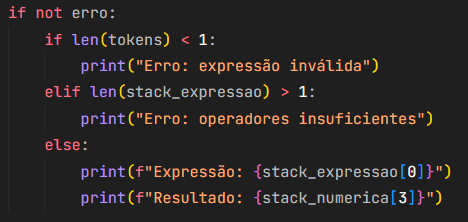 if not erro:
    if len(tokens) < 1:
        print("Erro: expressão inválida")
    elif len(stack_expressao) > 1:
        print("Erro: operadores insuficientes")
    else:
        print(f"Expressão: {stack_expressao[0]}")
        print(f"Resultado: {stack_numerica[3]}")